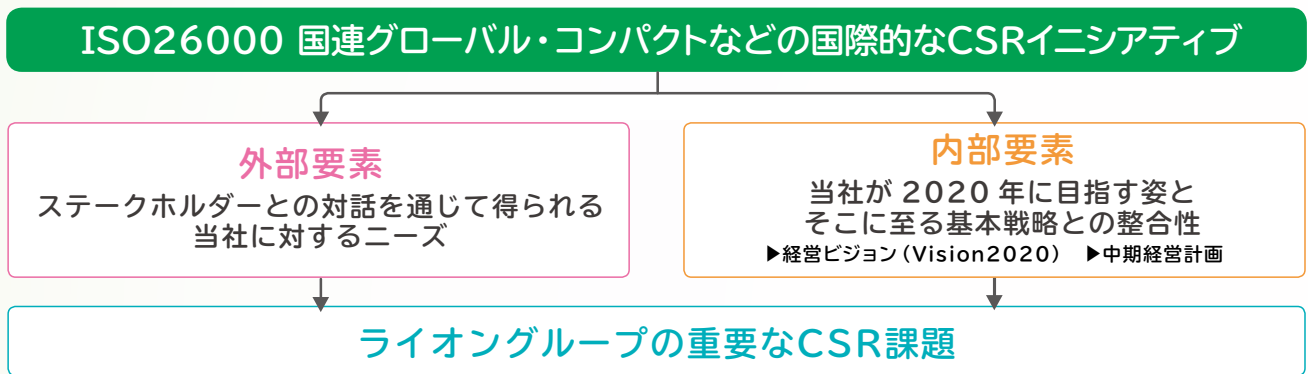 ISO26000 国連グローバル・コンパクトなどの国際的なCSRイニシアティブ
外部要素
ステークホルダーとの対話を通じて得られる
当社に対するニーズ
内部要素
当社が 2020 年に目指す姿と
そこに至る基本戦略との整合性
▶経営ビジョン(Vision2020) ▶中期経営計画
ライオングループの重要なCSR課題